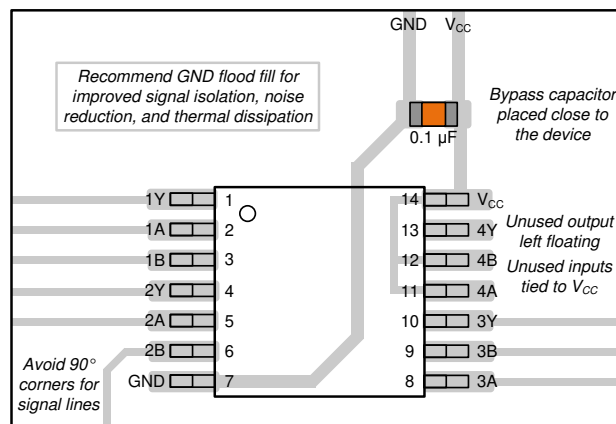 GND VCC
Recommend GND flood fill for
improved signal isolation, noise
reduction, and thermal dissipation
Bypass capacitor
placed close to
the device
0.1 µF
1Y 1 14 VCC
1A 2 13 4Y
Unused output
left floating
1B 3 12 4B
Unused inputs
tied to VCC
2Y 4 11 4A
2A 5 10 3Y
2B 6 9 3B
GND 7 8 3A
Avoid 90°
corners for
signal lines